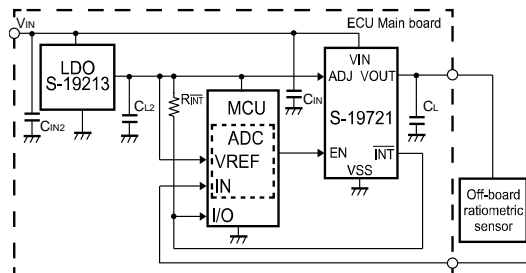 VIN
ECU Main board
LDO
S-19213
CIN2
CL2
RINT
MCU
ADC
VREF
IN
I/O
CIN
VIN
ADJ VOUT
S-19721
EN
INT
VSS
CL
Off-board
ratiometric
sensor